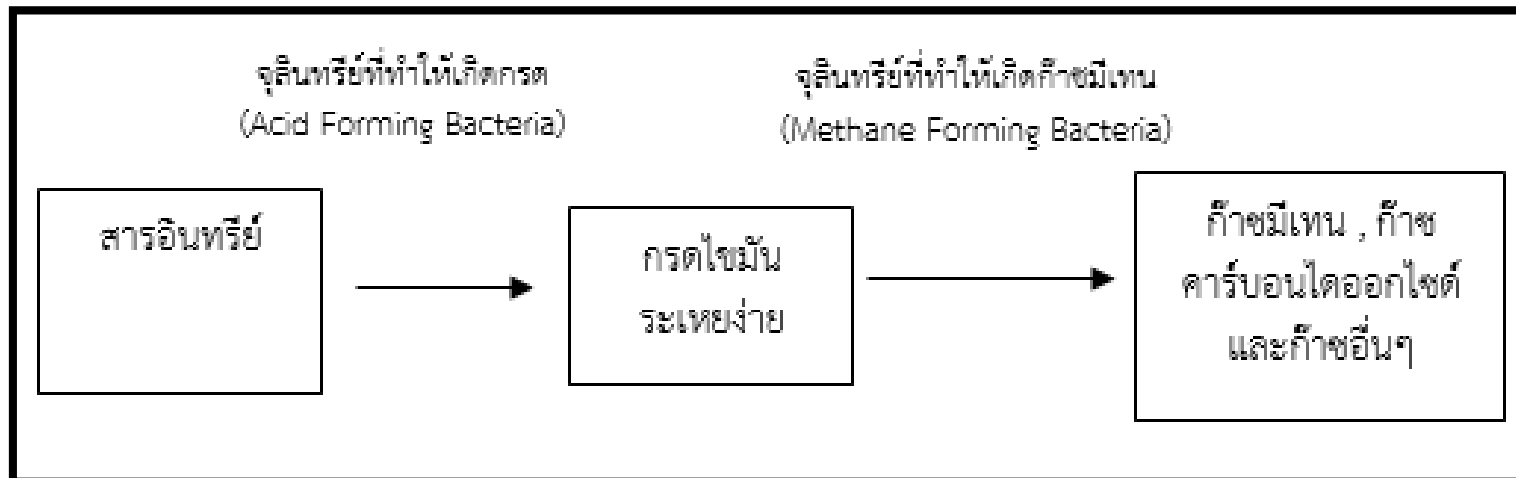 จุลินทรีย์ที่ทำให้เกิดกรด
(Acid Forming Bacteria)
จุลินทรีย์ที่ทำให้เกิดก๊าซมีเทน
(Methane Forming Bacteria)
สารอินทรีย์
กรดไขมัน
ระเหยง่าย
ก๊าซมีเทน , ก๊าซ
คาร์บอนไดออกไซด์
และก๊าซอื่นๆ